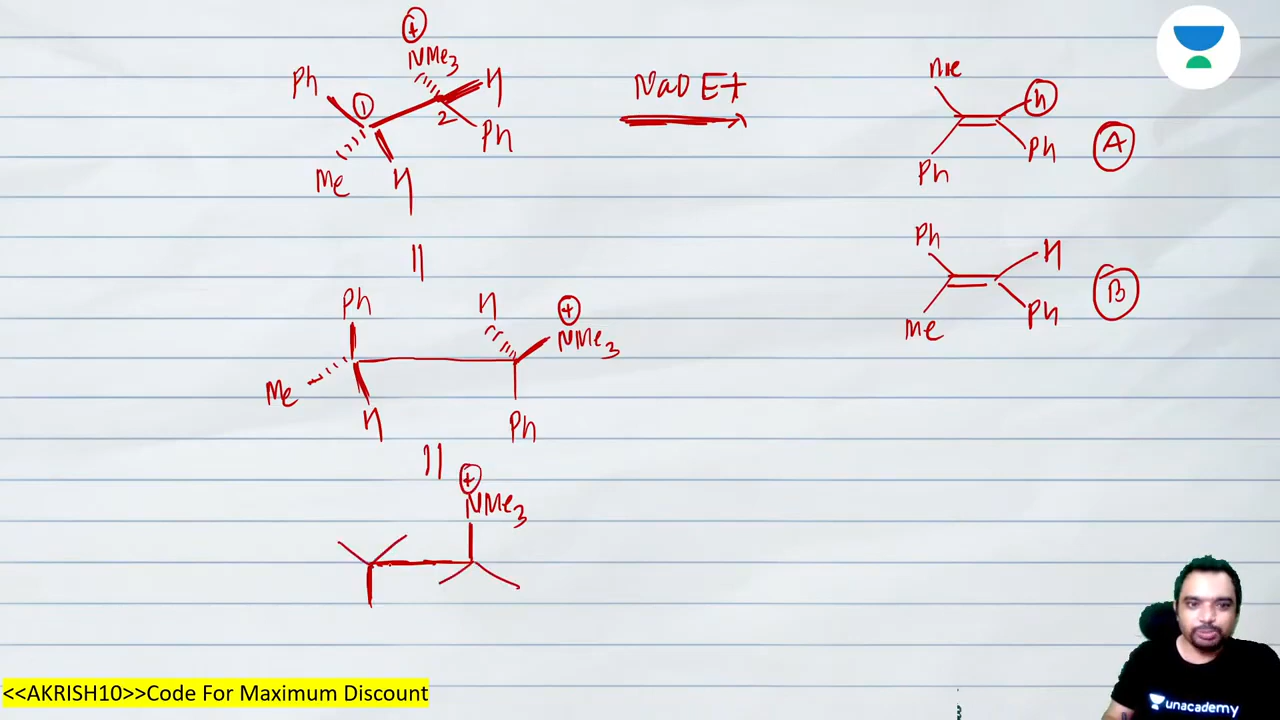 ⊕
NMe3
Ph
①
H
2
Ph
Me
H
NaOEt
Me
H
Ph
Ph
A
||
Ph
H
⊕
NMe3
Me
H
Ph
Ph
H
Me
Ph
B
||
⊕
NMe3
<<AKRISH10>>Code For Maximum Discount
unacademy